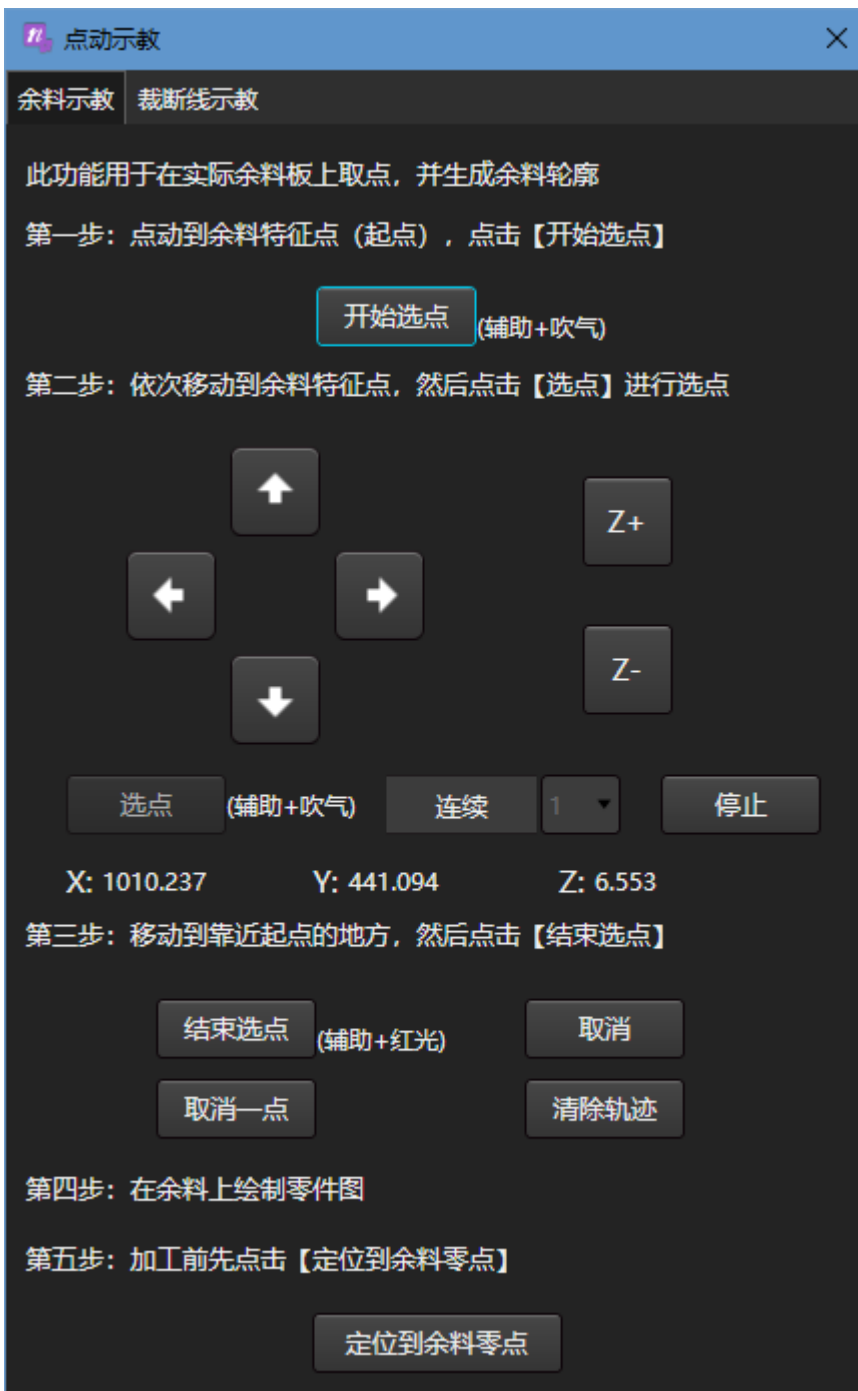 点动示教
余料示教 裁断线示教
此功能用于在实际余料板上取点，并生成余料轮廓
第一步：点动到余料特征点（起点），点击【开始选点】
开始选点 (辅助+吹气)
第二步：依次移动到余料特征点，然后点击【选点】进行选点
Z+
Z-
选点 (辅助+吹气) 连续 1 停止
X: 1010.237 Y: 441.094 Z: 6.553
第三步：移动到靠近起点的地方，然后点击【结束选点】
结束选点 (辅助+红光) 取消
取消一点 清除轨迹
第四步：在余料上绘制零件图
第五步：加工前先点击【定位到余料零点】
定位到余料零点